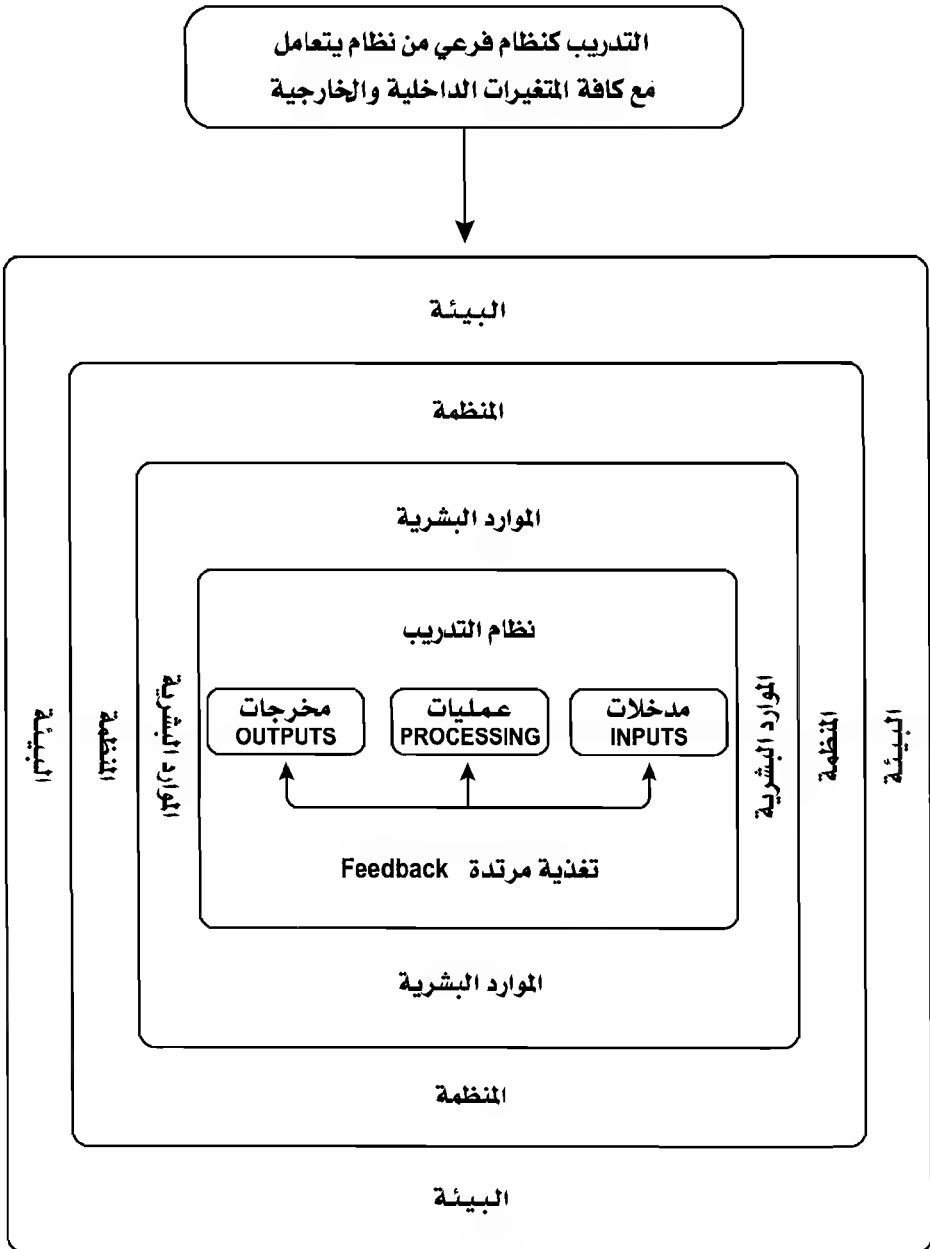 التدريب كنظام فرعي من نظام يتعامل
مع كافة المتغيرات الداخلية والخارجية
البيئة
المنظمة
الموارد البشرية
نظام التدريب
البيئة
المنظمة
الموارد البشرية
مدخلات
INPUTS
عمليات
PROCESSING
مخرجات
OUTPUTS
الموارد البشرية
المنظمة
البيئة
تغذية مرتدة Feedback
الموارد البشرية
المنظمة
البيئة